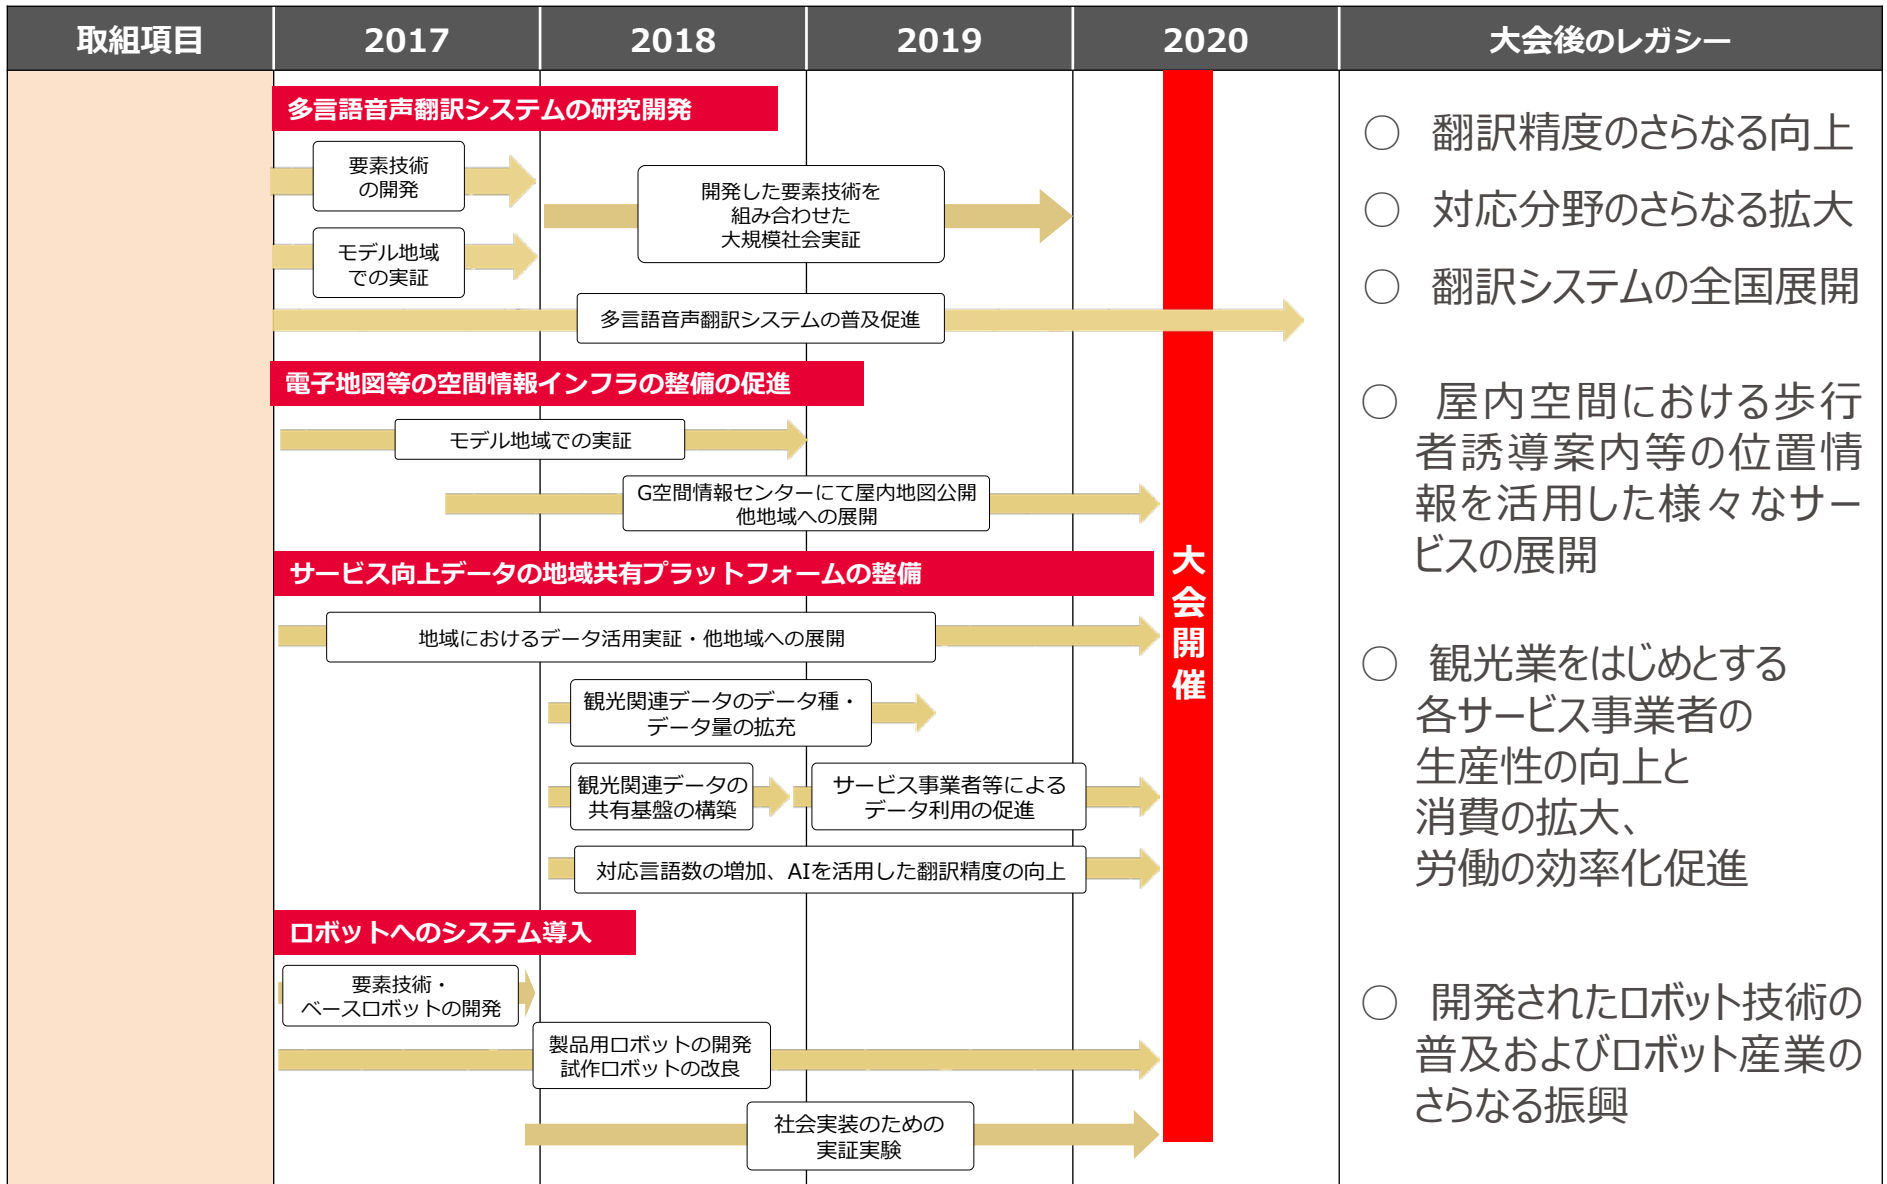 取組項目 2017 2018 2019 2020 大会後のレガシー
多言語音声翻訳システムの研究開発
要素技術
の開発
開発した要素技術を
組み合わせた
大規模社会実証
モデル地域
での実証
多言語音声翻訳システムの普及促進
電子地図等の空間情報インフラの整備の促進
モデル地域での実証
G空間情報センターにて屋内地図公開
他地域への展開
サービス向上データの地域共有プラットフォームの整備
地域におけるデータ活用実証・他地域への展開
観光関連データのデータ種・
データ量の拡充
観光関連データの
共有基盤の構築
サービス事業者等による
データ利用の促進
対応言語数の増加、AIを活用した翻訳精度の向上
ロボットへのシステム導入
要素技術・
ベースロボットの開発
製品用ロボットの開発
試作ロボットの改良
社会実装のための
実証実験
大会開催
○ 翻訳精度のさらなる向上
○ 対応分野のさらなる拡大
○ 翻訳システムの全国展開
○ 屋内空間における歩行
者誘導案内等の位置情
報を活用した様々なサー
ビスの展開
○ 観光業をはじめとする
各サービス事業者の
生産性の向上と
消費の拡大、
労働の効率化促進
○ 開発されたロボット技術の
普及およびロボット産業の
さらなる振興